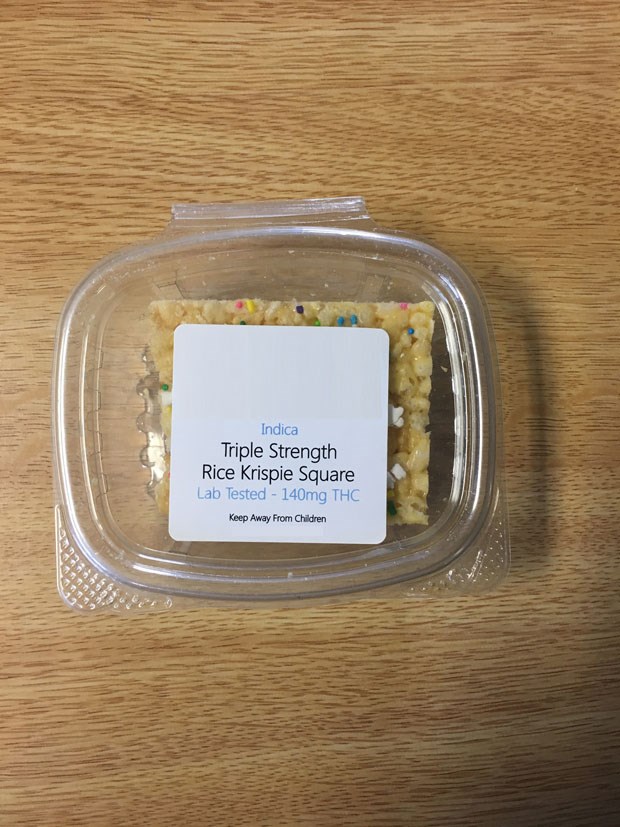 Indica
Triple Strength
Rice Krispie Square
Lab Tested - 140mg THC
Keep Away From Children